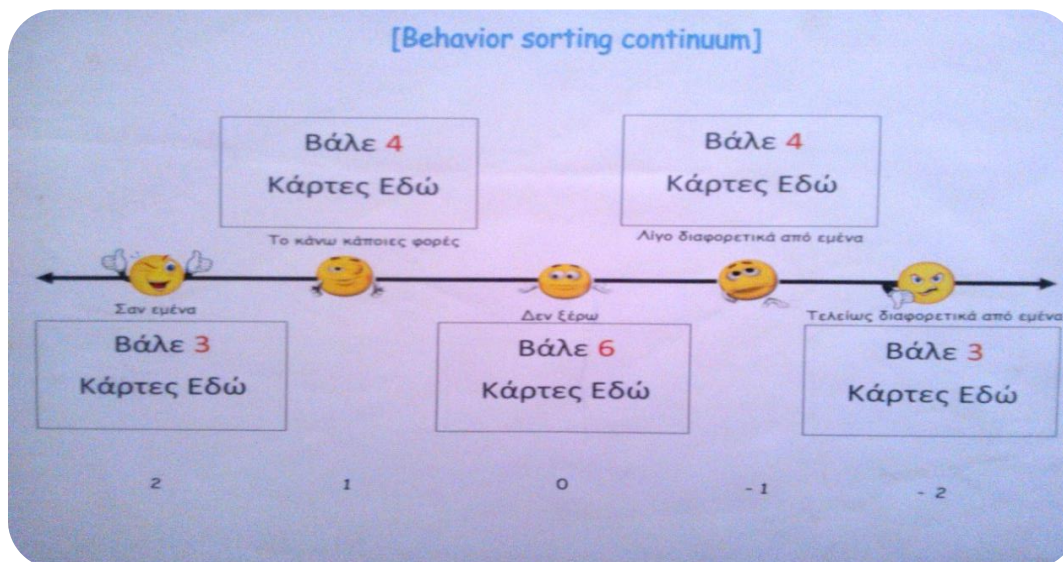 [Behavior sorting continuum]
Βάλε 4
Κάρτες Εδώ
Βάλε 4
Κάρτες Εδώ
Το κάνω κάποιες φορές
Λίγο διαφορετικά από εμένα
Σαν εμένα
Δεν ξέρω
Τελείως διαφορετικά από εμένα
Βάλε 3
Κάρτες Εδώ
Βάλε 6
Κάρτες Εδώ
Βάλε 3
Κάρτες Εδώ
2
1
0
- 1
- 2